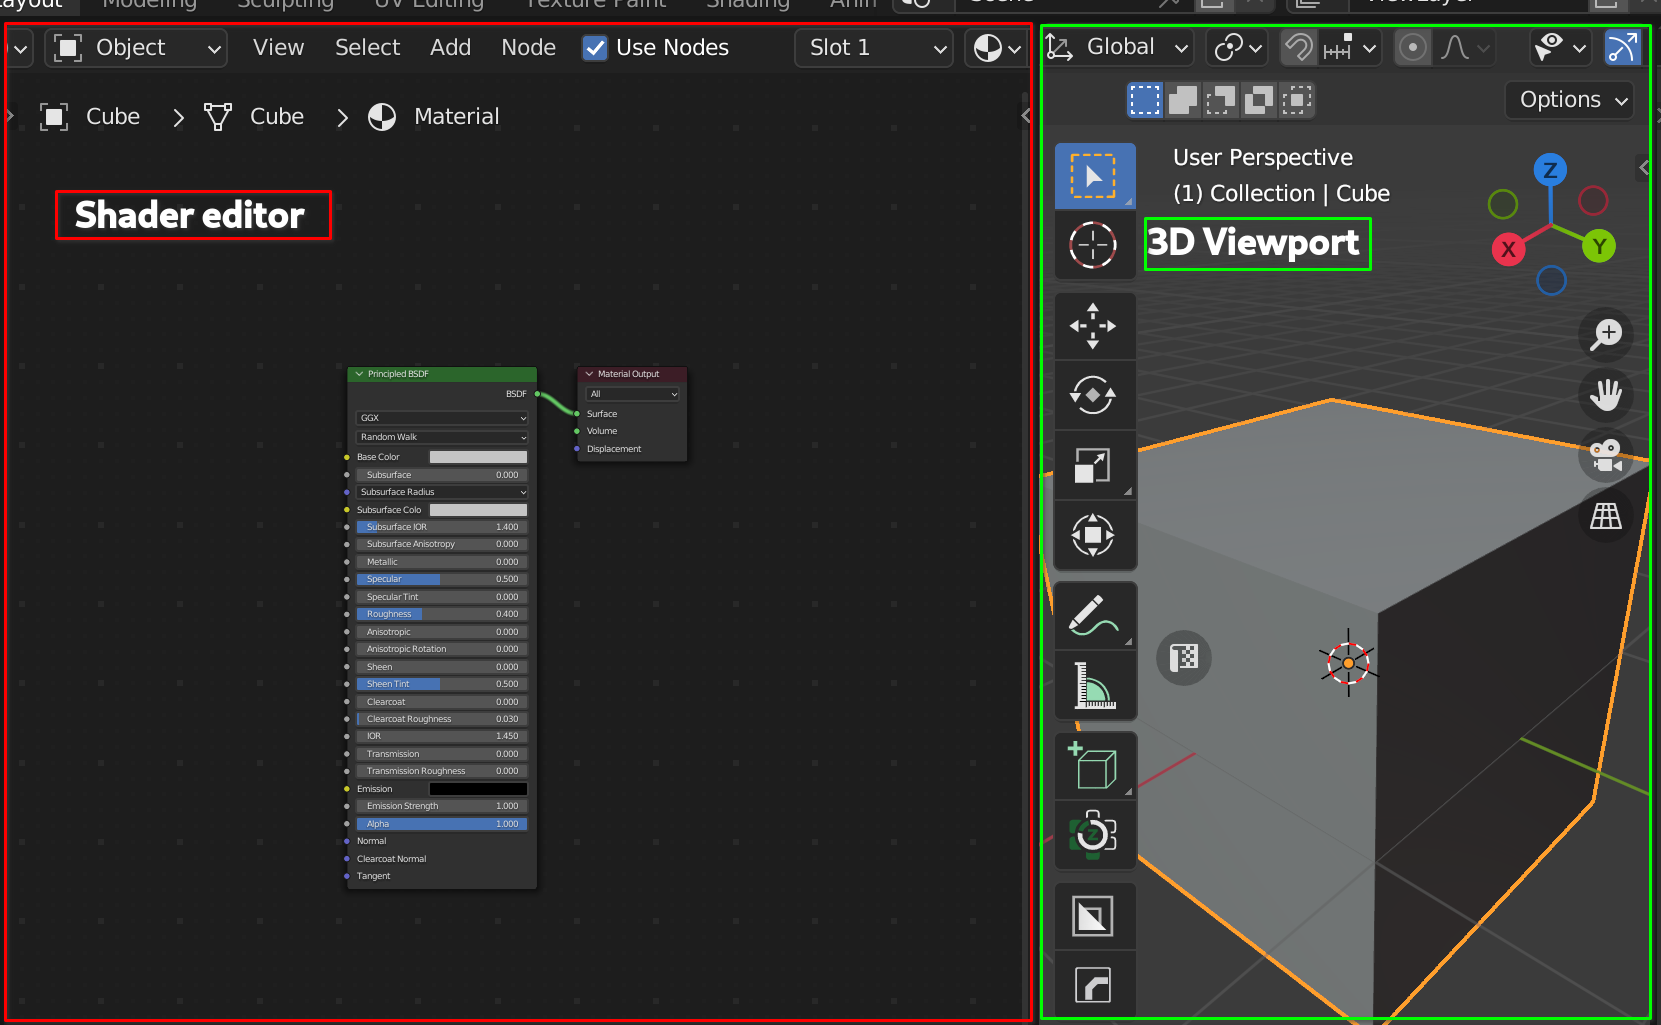 Layout Modeling Sculpting UV Editing Texture Paint Shading Anim Scene ViewLayer
Object View Select Add Node Use Nodes Slot 1
Cube > Cube > Material
Shader editor
Principled BSDF
BSDF
GGX
Random Walk
Base Color
Subsurface 0.000
Subsurface Radius
Subsurface Colo
Subsurface IOR 1.400
Subsurface Anisotropy 0.000
Metallic 0.000
Specular 0.500
Specular Tint 0.000
Roughness 0.400
Anisotropic 0.000
Anisotropic Rotation 0.000
Sheen 0.000
Sheen Tint 0.500
Clearcoat 0.000
Clearcoat Roughness 0.030
IOR 1.450
Transmission 0.000
Transmission Roughness 0.000
Emission
Emission Strength 1.000
Alpha 1.000
Normal
Clearcoat Normal
Tangent
Material Output
All
Surface
Volume
Displacement
Global
Options
User Perspective
(1) Collection | Cube
3D Viewport
Z
X
Y